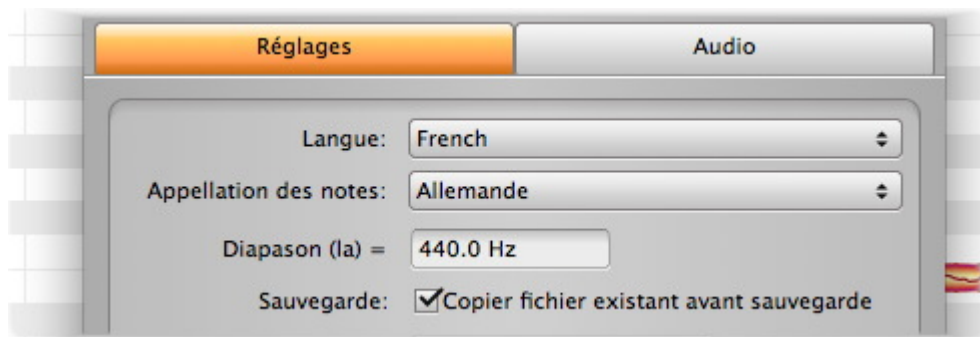 Réglages Audio
Langue: French
Appellation des notes: Allemande
Diapason (la) = 440.0 Hz
Sauvegarde: Copier fichier existant avant sauvegarde